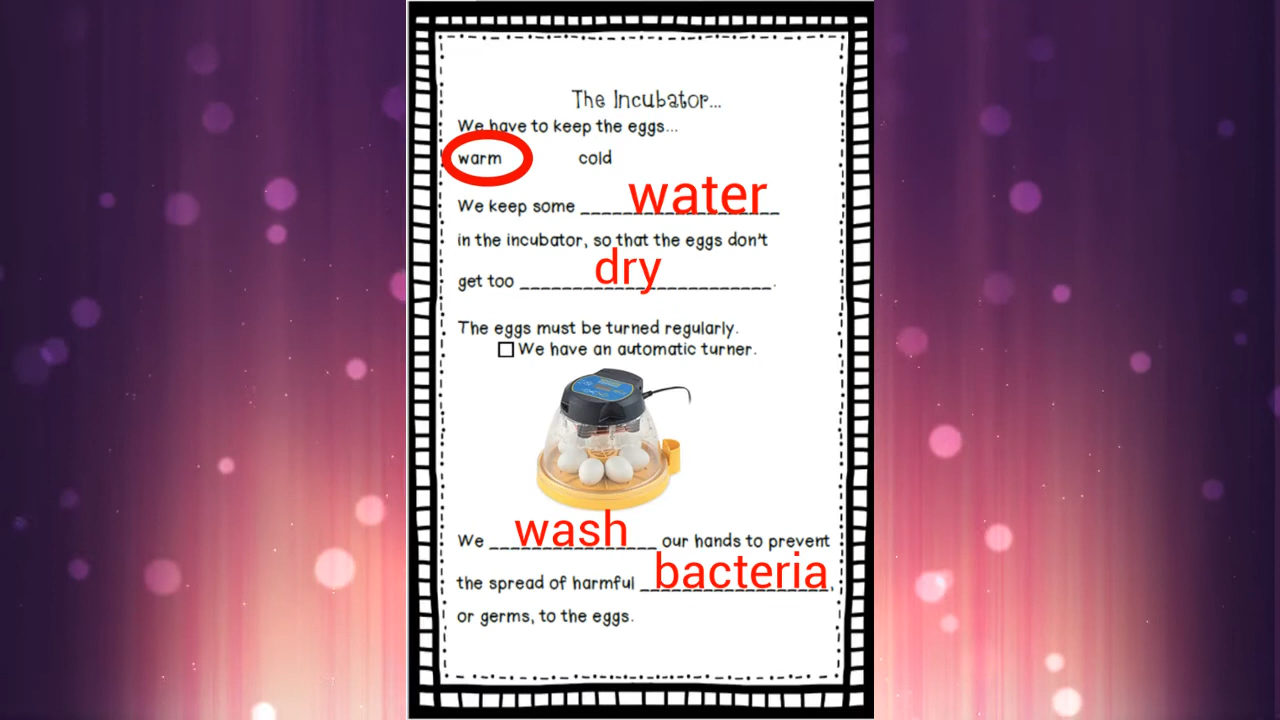 The Incubator...
We have to keep the eggs...
warm cold
We keep some water
in the incubator, so that the eggs don't
get too dry.
The eggs must be turned regularly.
We have an automatic turner.
We wash our hands to prevent
the spread of harmful bacteria,
or germs, to the eggs.